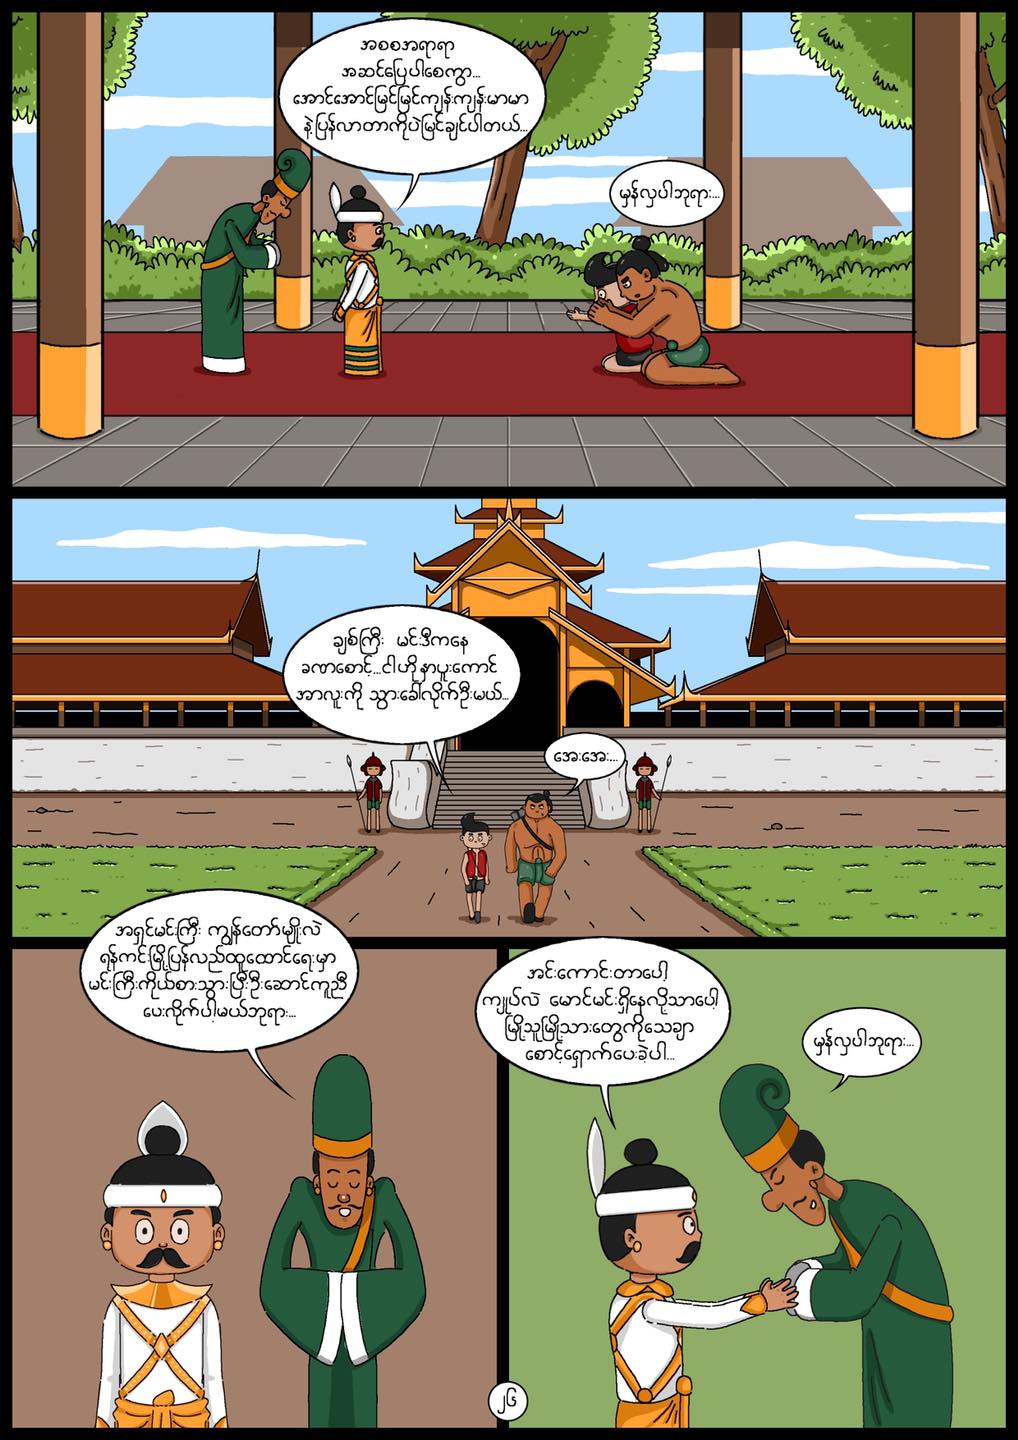 အစစအရာရာ
အဆင်ပြေပါစေကွာ...
အောင်အောင်မြင်မြင်ကျန်းကျန်းမာမာ
နဲ့ပြန်လာတာကိုပဲမြင်ချင်ပါတယ်...
မှန်လှပါဘုရား...
ချစ်ကြီး မင်းဒီကနေ
ခဏစောင့်...ငါဟိုနှာပူးကောင်
အာလူးကို သွားခေါ်လိုက်ဦးမယ်...
အေးအေး...
အရှင်မင်းကြီး ကျွန်တော်မျိုးလဲ
ရန်ကင်းမြို့ပြန်လည်ထူထောင်ရေးမှာ
မင်းကြီးကိုယ်စားသွားပြီးဦးဆောင်ကူညီ
ပေးလိုက်ပါ့မယ်ဘုရား...
အင်းကောင်းတာပေါ့
ကျုပ်လဲ မောင်မင်းရှိနေလို့သာပေါ့
မြို့သူမြို့သားတွေကိုသေချာ
စောင့်ရှောက်ပေးခဲ့ပါ...
မှန်လှပါဘုရား...
၂၆